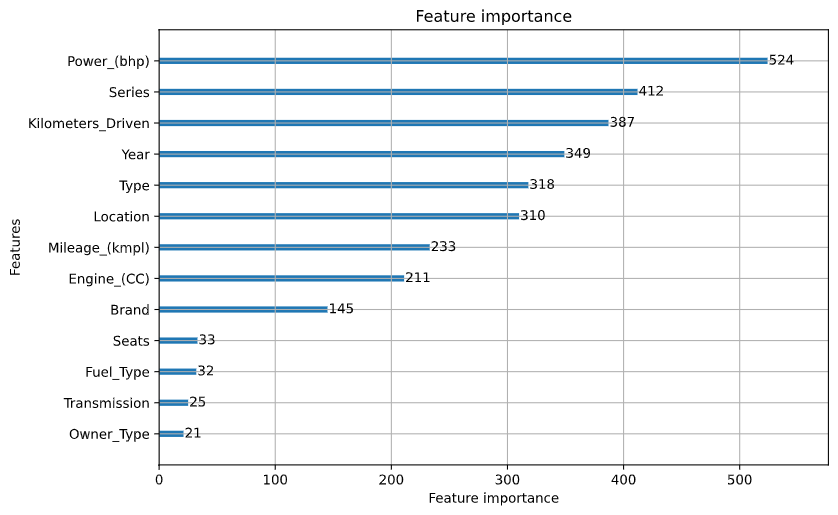 Feature importance
Features
Power_(bhp) 524
Series 412
Kilometers_Driven 387
Year 349
Type 318
Location 310
Mileage_(kmpl) 233
Engine_(CC) 211
Brand 145
Seats 33
Fuel_Type 32
Transmission 25
Owner_Type 21
0 100 200 300 400 500
Feature importance